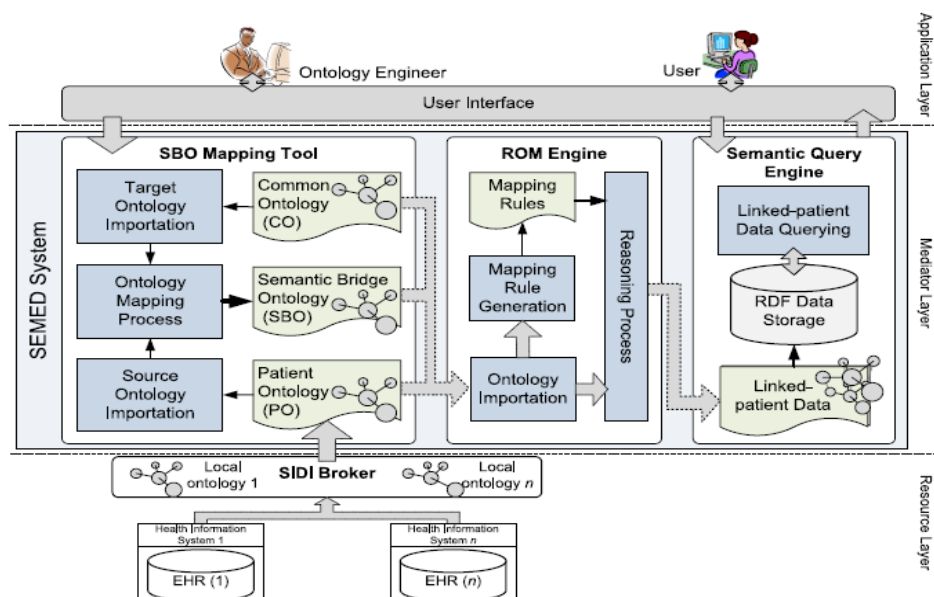 Ontology Engineer
User
User Interface
Application Layer
SEMED System
SBO Mapping Tool
Target
Ontology
Importation
Common
Ontology
(CO)
Ontology
Mapping
Process
Semantic Bridge
Ontology
(SBO)
Source
Ontology
Importation
Patient
Ontology
(PO)
ROM Engine
Mapping
Rules
Mapping
Rule
Generation
Ontology
Importation
Reasoning Process
Semantic Query
Engine
Linked-patient
Data Querying
RDF Data
Storage
Linked-
patient Data
Mediator Layer
SIDI Broker
Local
ontology 1
Local
ontology n
Health Information
System 1
EHR (1)
Health Information
System n
EHR (n)
Resource Layer